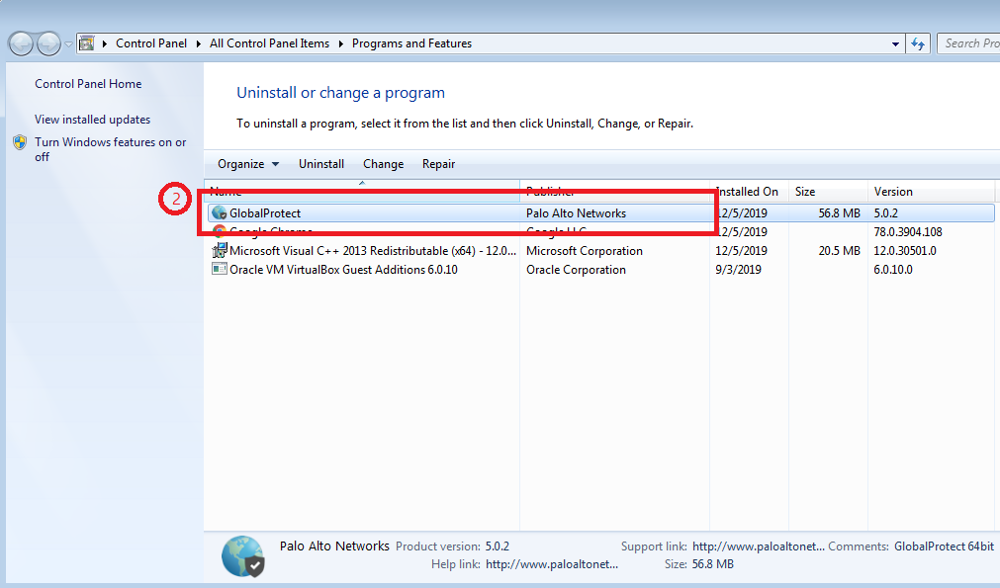 Control Panel All Control Panel Items Programs and Features Search Pro
Control Panel Home
View installed updates
Turn Windows features on or
off
Uninstall or change a program
To uninstall a program, select it from the list and then click Uninstall, Change, or Repair.
Organize Uninstall Change Repair
2
Name Publisher Installed On Size Version
GlobalProtect Palo Alto Networks 12/5/2019 56.8 MB 5.0.2
Google Chrome Google LLC 12/5/2019 78.0.3904.108
Microsoft Visual C++ 2013 Redistributable (x64) - 12.0... Microsoft Corporation 12/5/2019 20.5 MB 12.0.30501.0
Oracle VM VirtualBox Guest Additions 6.0.10 Oracle Corporation 9/3/2019 6.0.10.0
Palo Alto Networks Product version: 5.0.2 Support link: http://www.paloaltonet... Comments: GlobalProtect 64bit
Help link: http://www.paloaltonet... Size: 56.8 MB